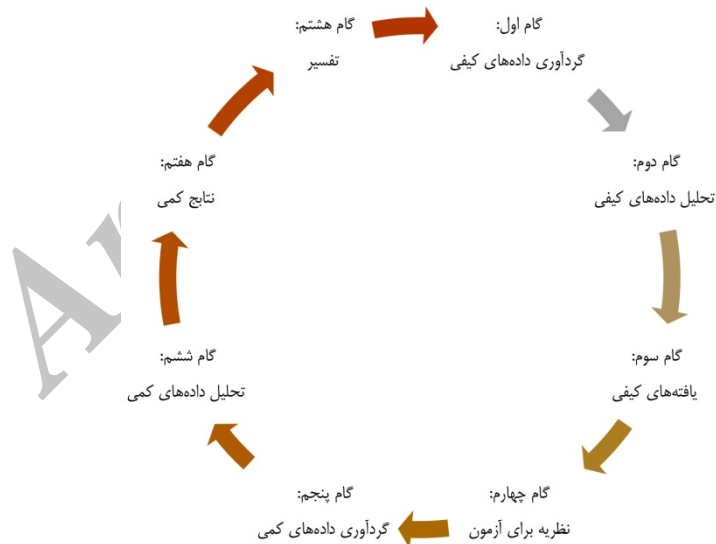 گام اول:
گردآوری داده‌های کیفی
گام دوم:
تحلیل داده‌های کیفی
گام سوم:
یافته‌های کیفی
گام چهارم:
نظریه برای آزمون
گام پنجم:
گردآوری داده‌های کمی
گام ششم:
تحلیل داده‌های کمی
گام هفتم:
نتایج کمی
گام هشتم:
تفسیر